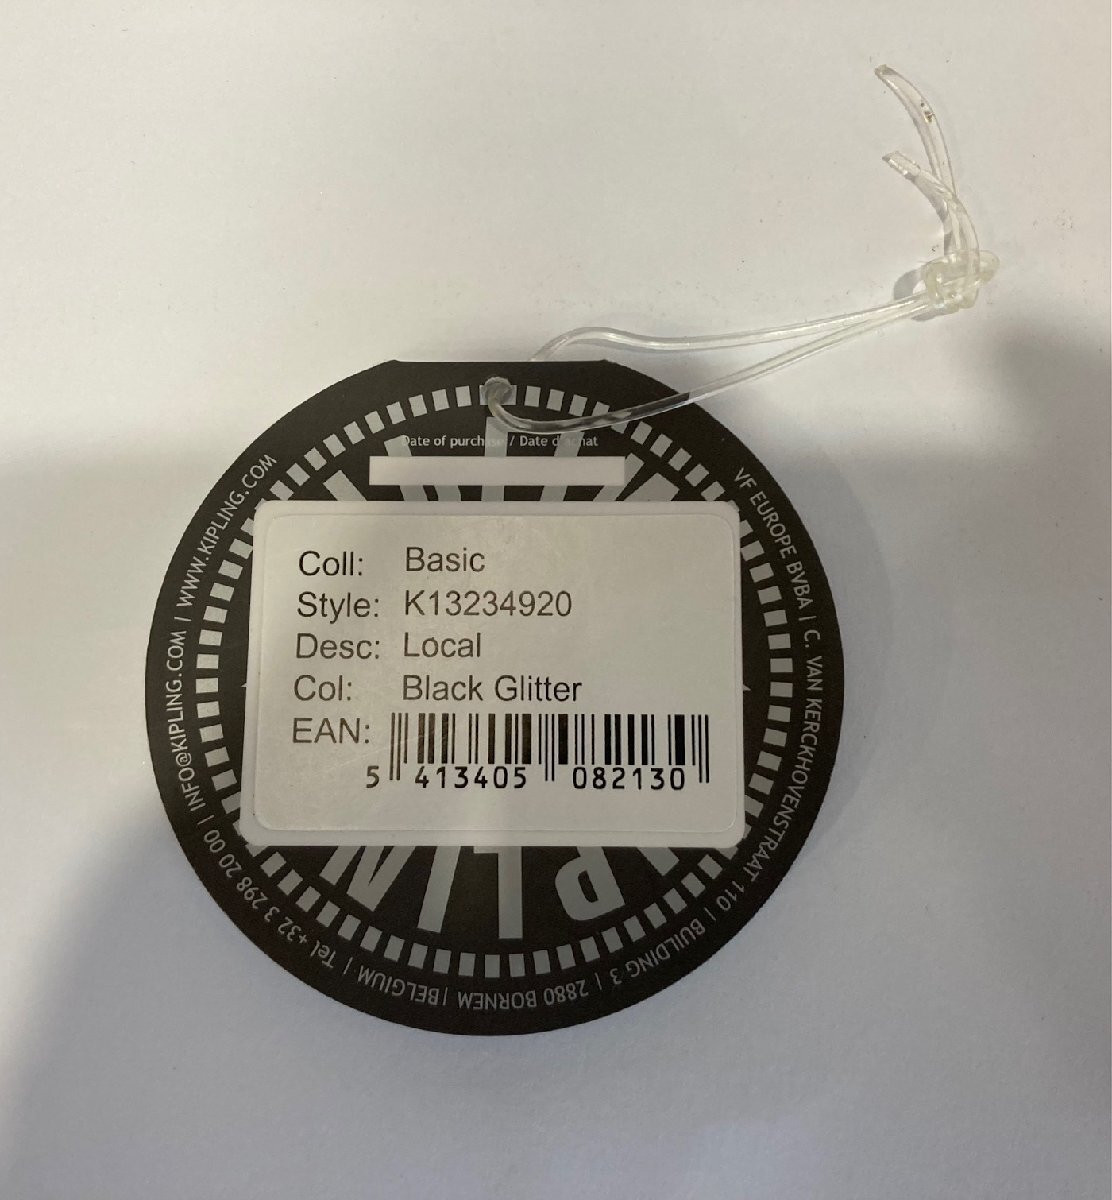 Date of purchase / Date d'achat
Coll: Basic
Style: K13234920
Desc: Local
Col: Black Glitter
EAN:
5 413405 082130
VF EUROPE BVBA | C. VAN KERCKHOVENSTRAAT 110 | BUILDING 3 | 2880 BORNEM | BELGIUM | Tel +32 3 298 20 00 | INFO@KIPLING.COM | WWW.KIPLING.COM
IPLIN